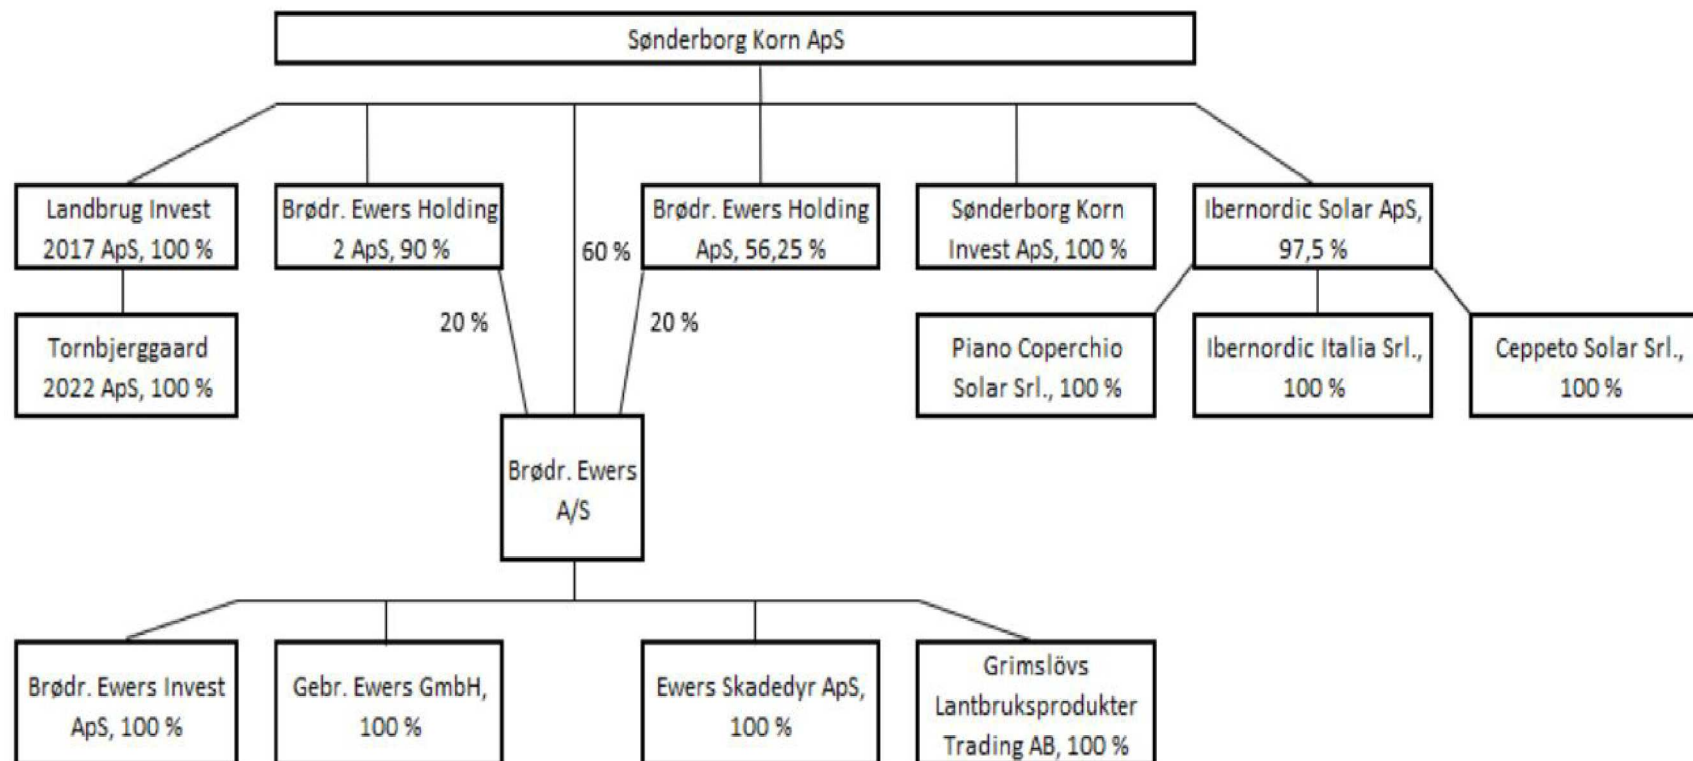 Sønderborg Korn ApS
Landbrug Invest
2017 ApS, 100 %
Brødr. Ewers Holding
2 ApS, 90 %
60 %
Brødr. Ewers Holding
ApS, 56,25 %
Sønderborg Korn
Invest ApS, 100 %
Ibernordic Solar ApS,
97,5 %
20 %
20 %
Tornbjerggaard
2022 ApS, 100 %
Piano Coperchio
Solar Srl., 100 %
Ibernordic Italia Srl.,
100 %
Ceppeto Solar Srl.,
100 %
Brødr. Ewers
A/S
Brødr. Ewers Invest
ApS, 100 %
Gebr. Ewers GmbH,
100 %
Ewers Skadedyr ApS,
100 %
Grimslövs
Lantbruksprodukter
Trading AB, 100 %